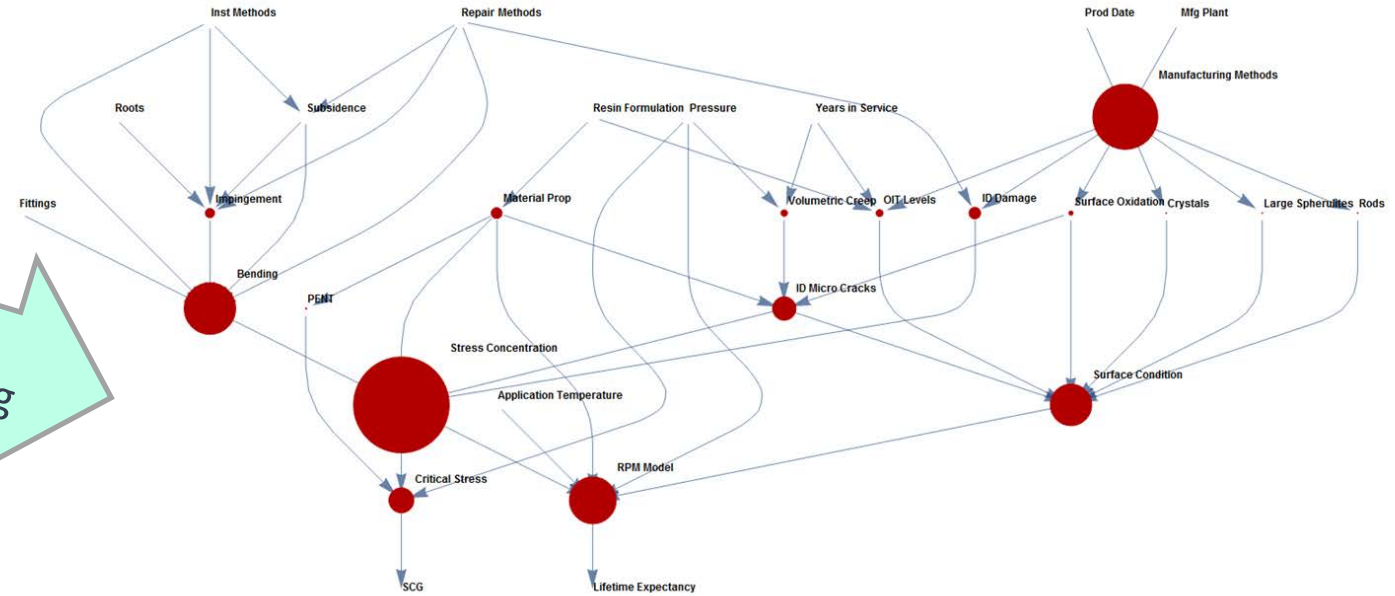 Inst Methods
Repair Methods
Prod Date
Mfg Plant
Manufacturing Methods
Roots
Subsidence
Resin Formulation
Pressure
Years in Service
Fittings
Impingement
Material Prop
Volumetric Creep
OIT Levels
ID Damage
Surface Oxidation
Crystals
Large Spherulites
Rods
Bending
PENT
ID Micro Cracks
Stress Concentration
Surface Condition
Application Temperature
g
RPM Model
Critical Stress
SCG
Lifetime Expectancy